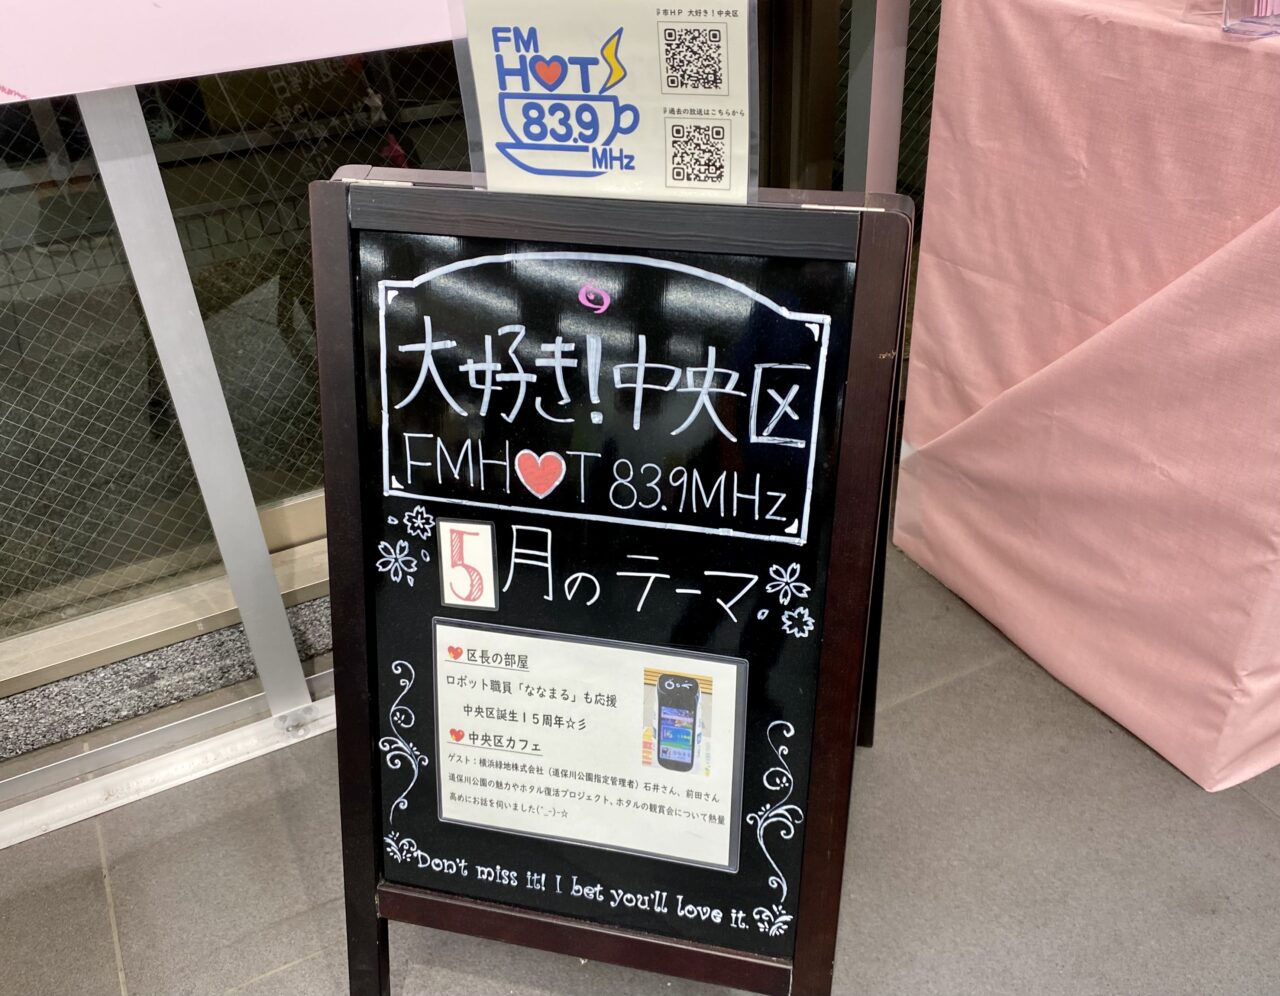 市HP 大好き！中央区
FM
HOT
83.9
MHz
過去の放送はこちらから
大好き!中央区
FMH♥T 83.9MHz
5月のテーマ
区長の部屋
ロボット職員「ななまる」も応援
中央区誕生15周年☆彡
中央区カフェ
ゲスト：横浜緑地株式会社（道保川公園指定管理者）石井さん、前田さん
道保川公園の魅力やホタル復活プロジェクト、ホタルの観賞会について熱量
高めにお話を伺いました(^_-)-☆
Don't miss it! I bet you'll love it.